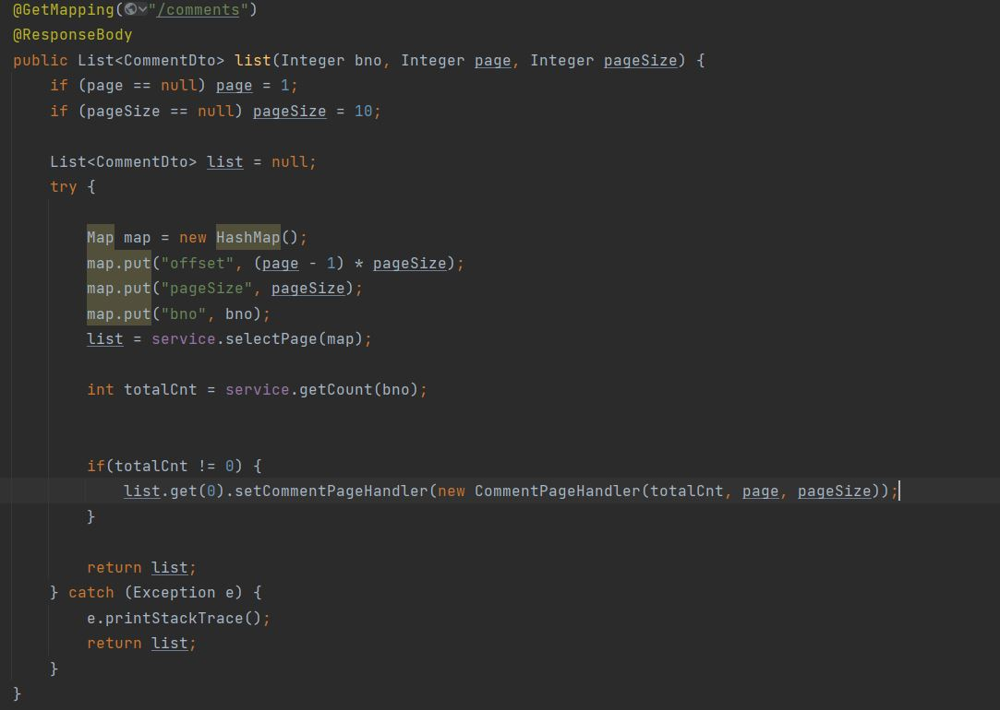 @GetMapping("/comments")
@ResponseBody
public List<CommentDto> list(Integer bno, Integer page, Integer pageSize) {
    if (page == null) page = 1;
    if (pageSize == null) pageSize = 10;

    List<CommentDto> list = null;
    try {

        Map map = new HashMap();
        map.put("offset", (page - 1) * pageSize);
        map.put("pageSize", pageSize);
        map.put("bno", bno);
        list = service.selectPage(map);

        int totalCnt = service.getCount(bno);


        if(totalCnt != 0) {
            list.get(0).setCommentPageHandler(new CommentPageHandler(totalCnt, page, pageSize));
        }

        return list;
    } catch (Exception e) {
        e.printStackTrace();
        return list;
    }
}